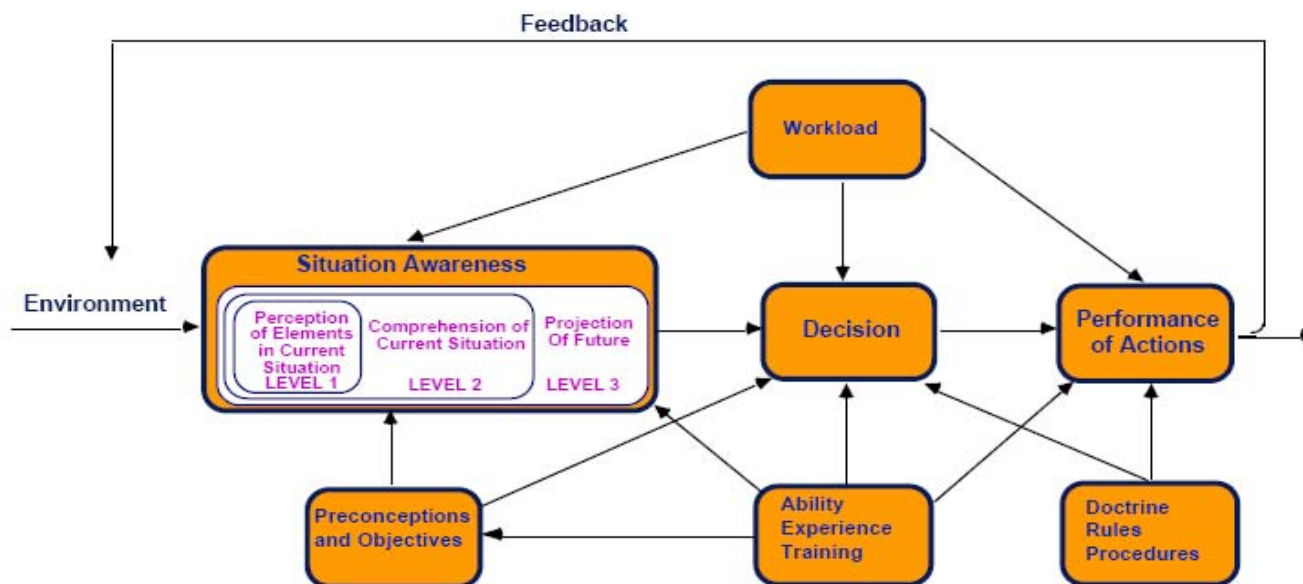 Feedback
Workload
Situation Awareness
Environment
Perception
of Elements
in Current
Situation
LEVEL 1
Comprehension of
Current Situation
LEVEL 2
Projection
Of Future
LEVEL 3
Decision
Performance
of Actions
Preconceptions
and Objectives
Ability
Experience
Training
Doctrine
Rules
Procedures